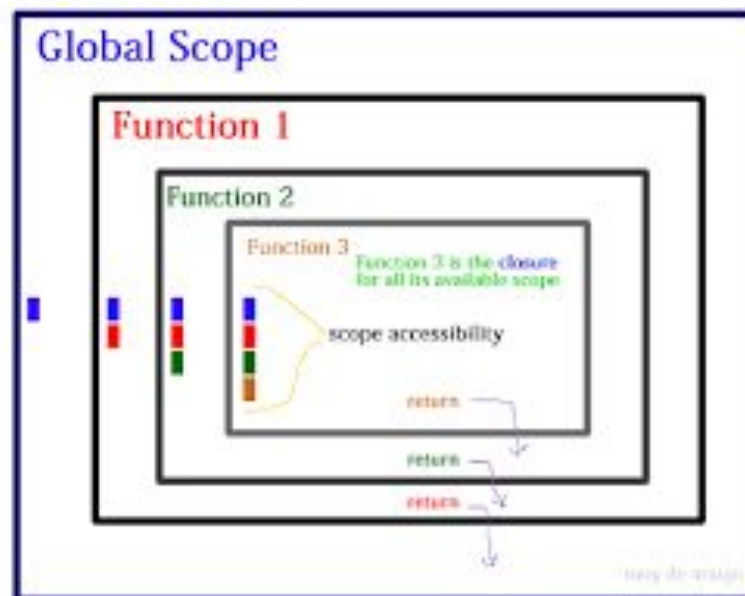 Global Scope
Function 1
Function 2
Function 3
Function 3 is the closure
for all its available scope
scope accessibility
return
return
return